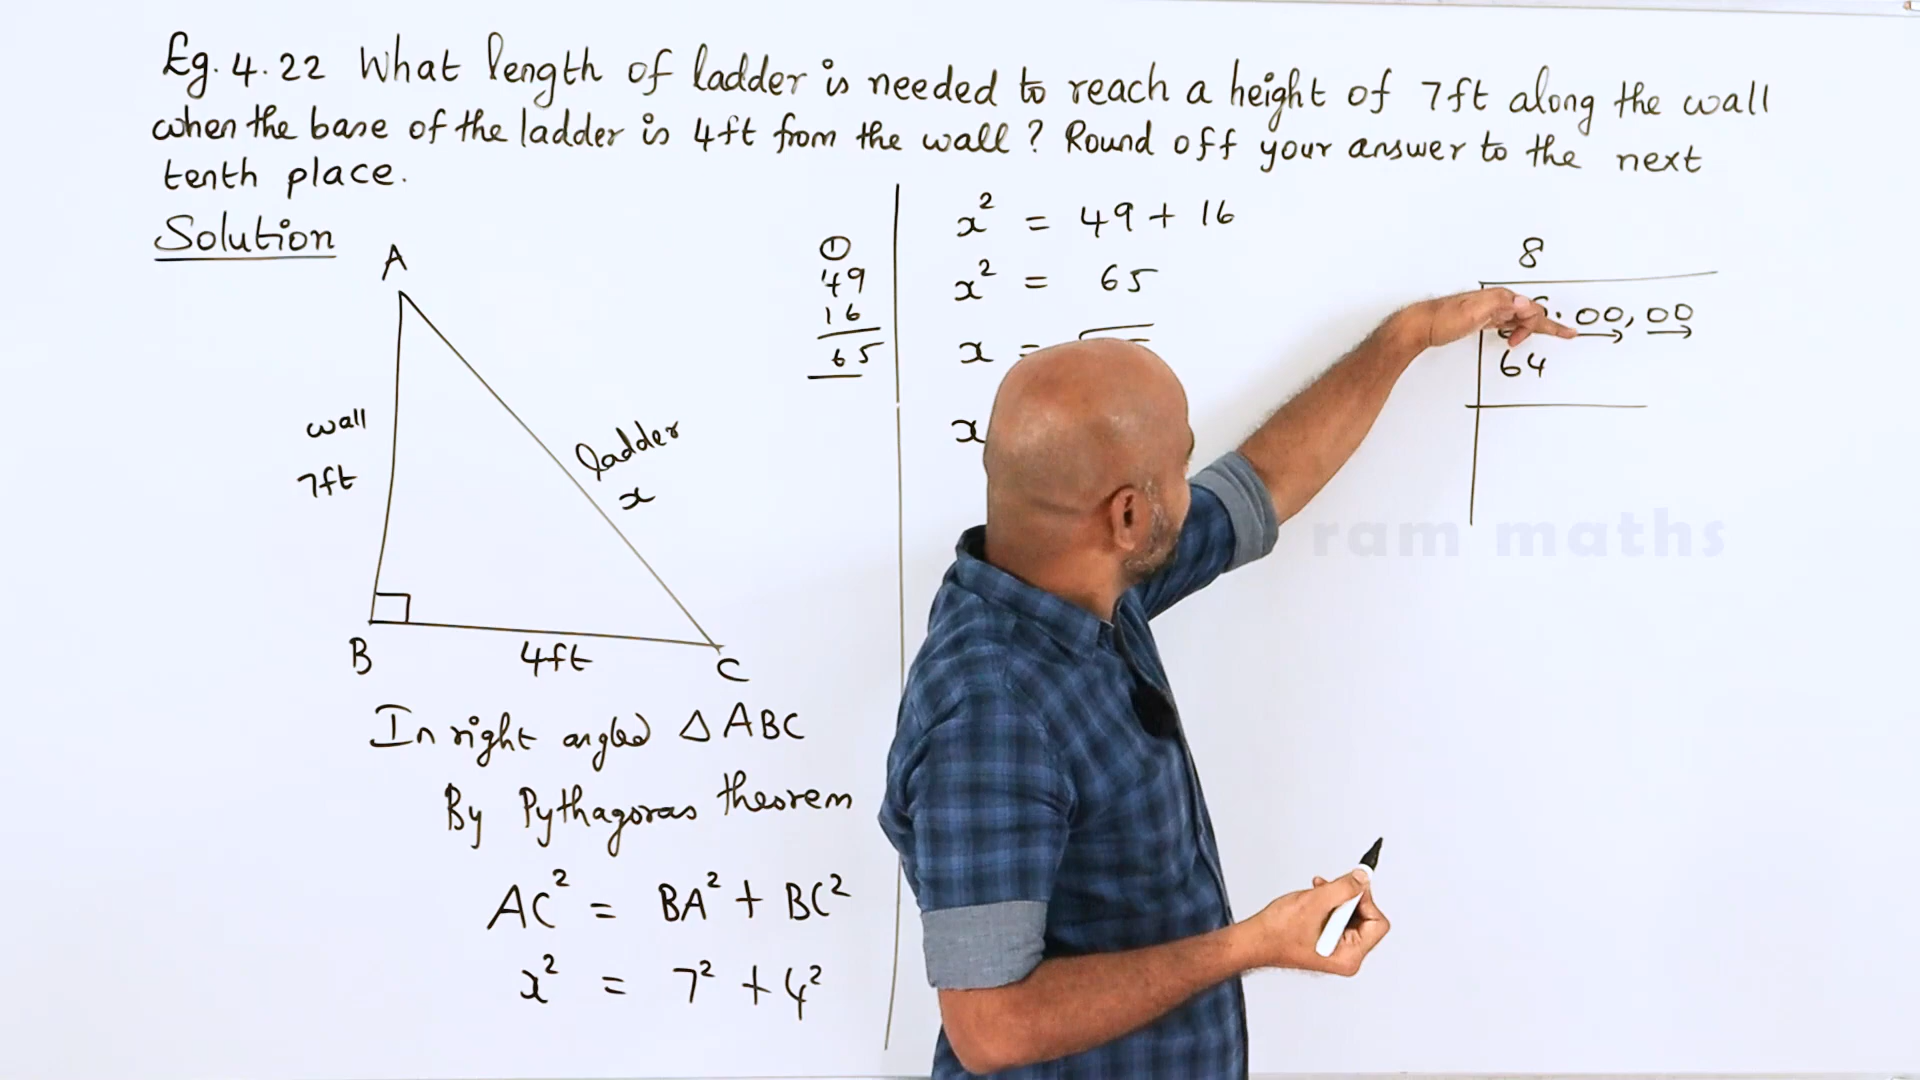 Eg. 4.22 What length of ladder is needed to reach a height of 7ft along the wall
when the base of the ladder is 4ft from the wall? Round off your answer to the next
tenth place.
Solution
A
wall
7ft
ladder
x
B
4ft
C
In right angled △ABC
By Pythagoras theorem
AC² = BA² + BC²
x² = 7² + 4²
1
49
16
65
x² = 49 + 16
x² = 65
x =
x
8
.00,00
64
ram maths